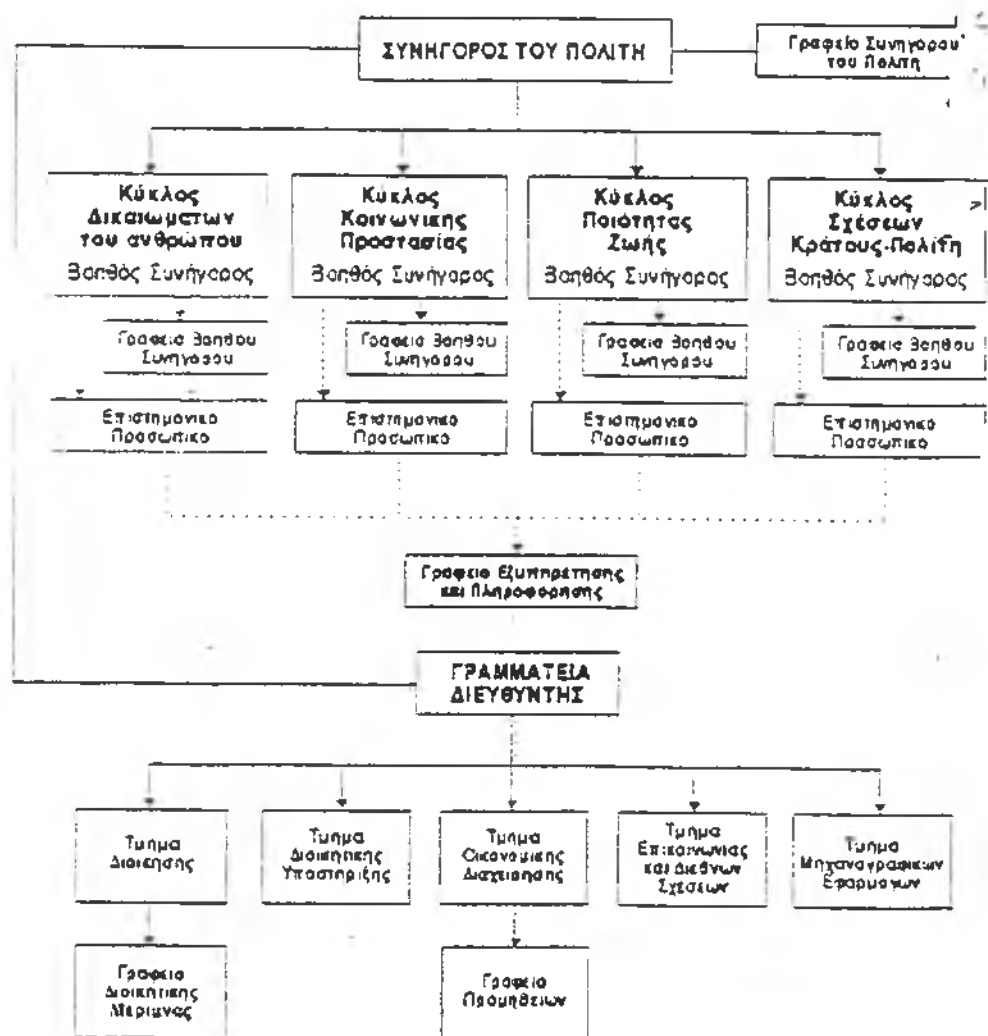 ΣΥΝΗΓΟΡΟΣ ΤΟΥ ΠΟΛΙΤΗ
Γραφείο Συνηγόρου
του Πολίτη
Κύκλος
Δικαιωμάτων
του ανθρώπου
Βοηθός Συνήγορος
Κύκλος
Κοινωνικής
Προστασίας
Βοηθός Συνήγορος
Κύκλος
Ποιότητας
Ζωής
Βοηθός Συνήγορος
Κύκλος
Σχέσεων
Κράτους-Πολίτη
Βοηθός Συνήγορος
Γραφείο Βοηθού
Συνηγόρου
Γραφείο Βοηθού
Συνηγόρου
Γραφείο Βοηθού
Συνηγόρου
Γραφείο Βοηθού
Συνηγόρου
Επιστημονικό
Προσωπικό
Επιστημονικό
Προσωπικό
Επιστημονικό
Προσωπικό
Επιστημονικό
Προσωπικό
Γραφείο Εξυπηρέτησης
και Πληροφόρησης
ΓΡΑΜΜΑΤΕΙΑ
ΔΙΕΥΘΥΝΤΗΣ
Τμήμα
Διοίκησης
Τμήμα
Διοικητικής
Υποστήριξης
Τμήμα
Οικονομικής
Διαχείρησης
Τμήμα
Επικοινωνίας
και Διεθνών
Σχέσεων
Τμήμα
Μηχανογραφικών
Εφαρμογών
Γραφείο
Διοικητικής
Μέριμνας
Γραφείο
Προμηθειών